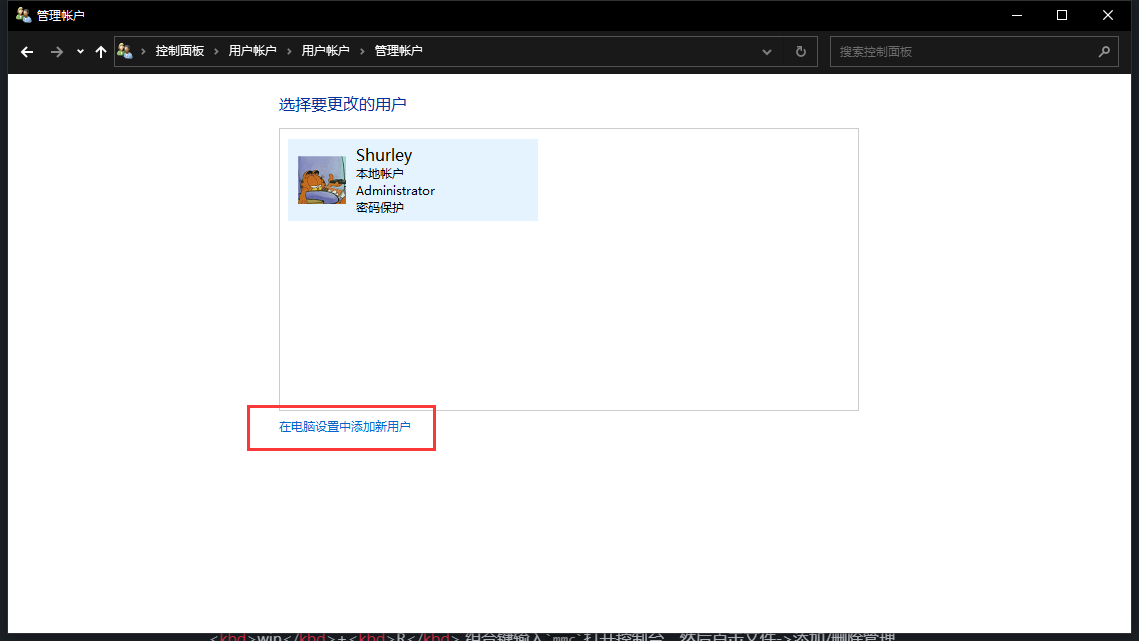 管理帐户
控制面板 › 用户帐户 › 用户帐户 › 管理帐户
搜索控制面板
选择要更改的用户
Shurley
本地帐户
Administrator
密码保护
在电脑设置中添加新用户
<kbd>win</kbd>+<kbd>R</kbd> 组合键输入`mmc`打开控制台，然后点击文件->添加/删除管理